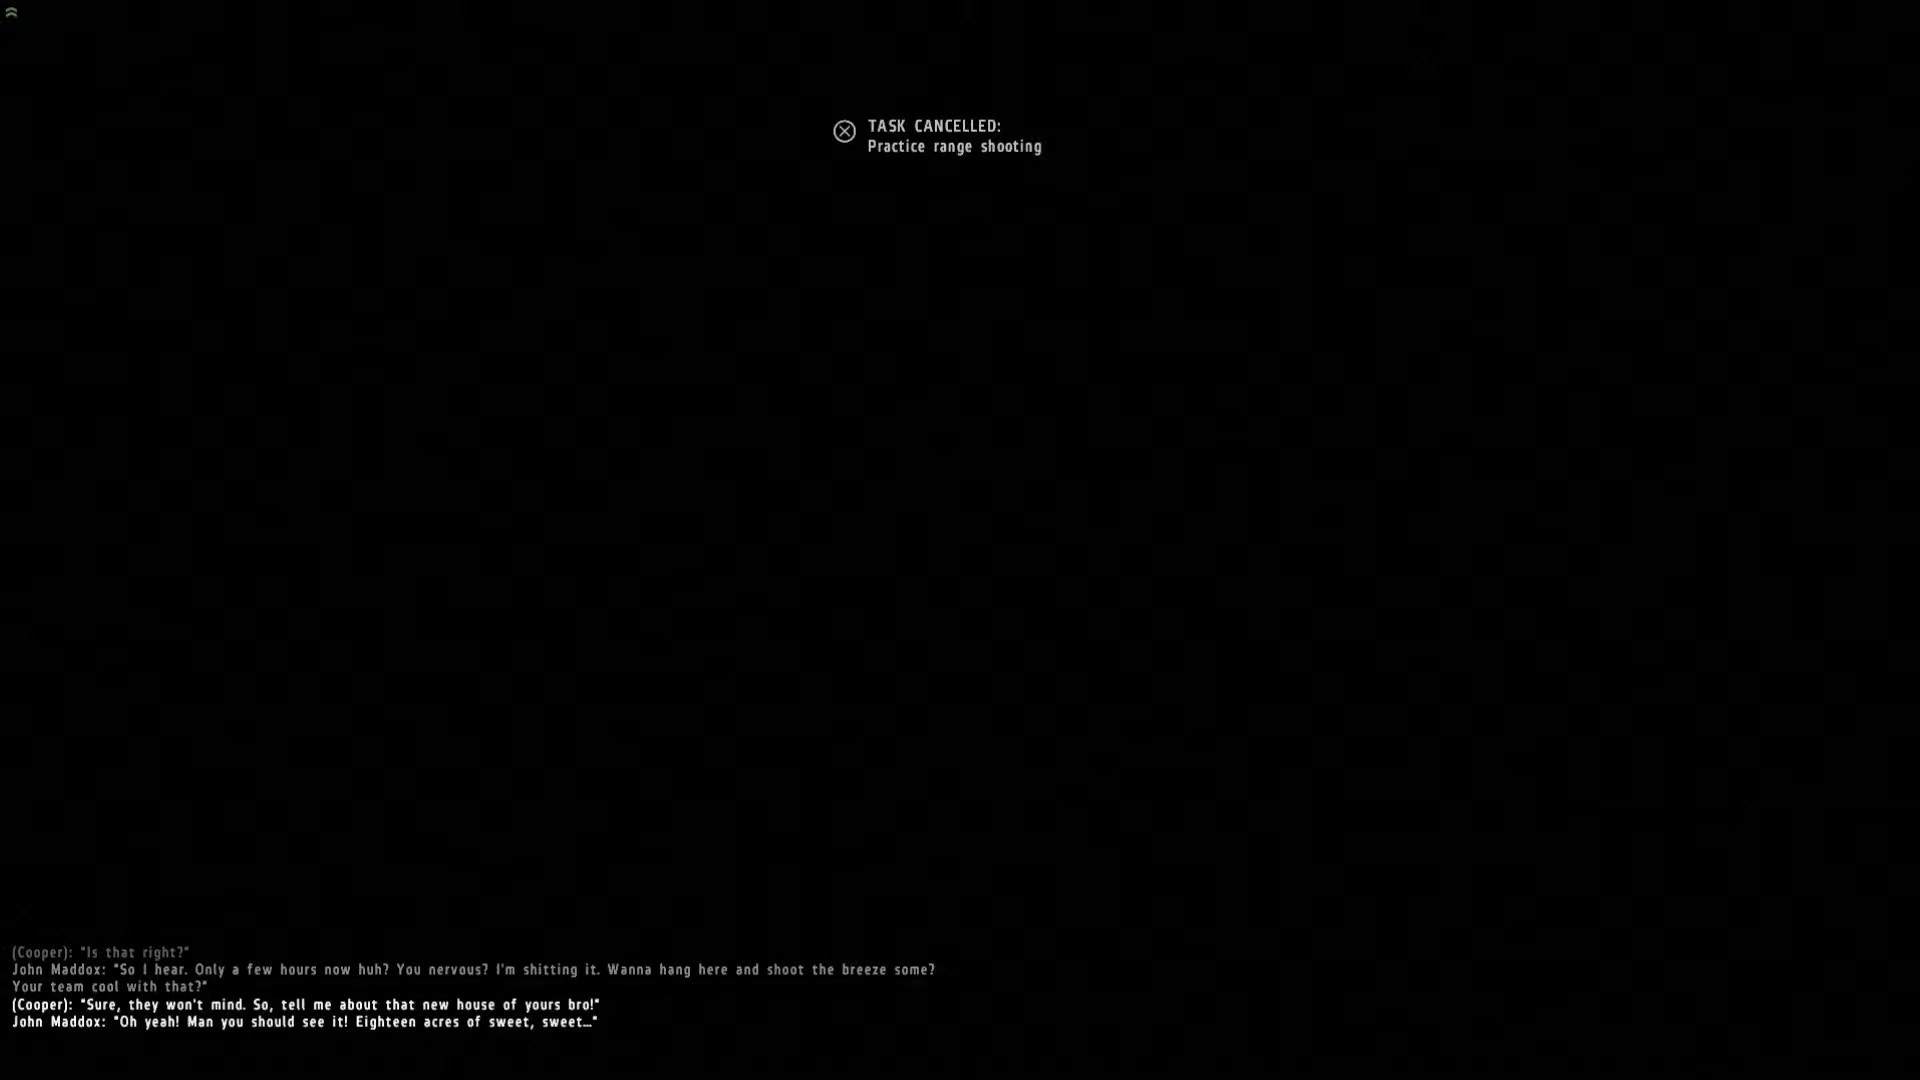 TASK CANCELLED:
Practice range shooting
(Cooper): "Is that right?"
John Maddox: "So I hear. Only a few hours now huh? You nervous? I'm shitting it. Wanna hang here and shoot the breeze some?
Your team cool with that?"
(Cooper): "Sure, they won't mind. So, tell me about that new house of yours bro!"
John Maddox: "Oh yeah! Man you should see it! Eighteen acres of sweet, sweet…"